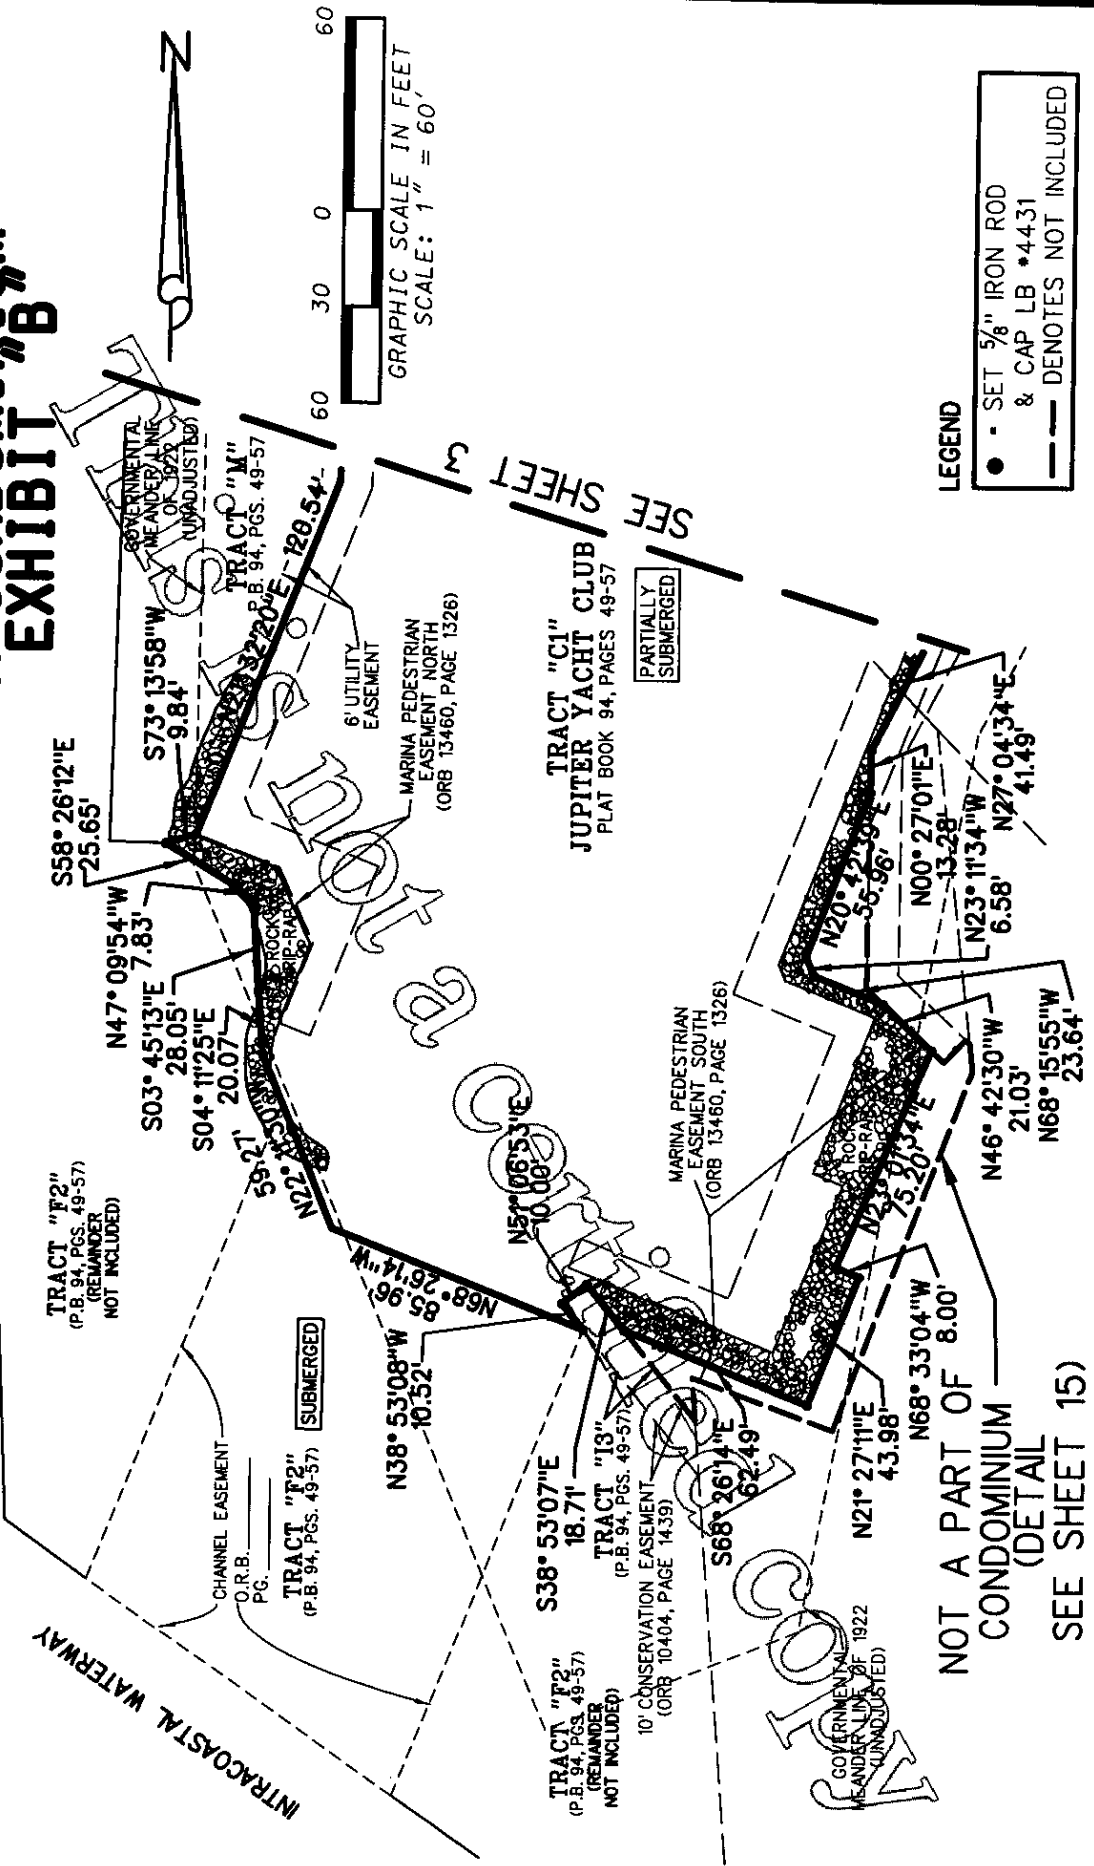 EXHIBIT "B"
N
60 30 0 60
GRAPHIC SCALE IN FEET
SCALE: 1" = 60'
LEGEND
● - SET 5/8" IRON ROD
& CAP LB *4431
DENOTES NOT INCLUDED
SEE SHEET 3
GOVERNMENTAL
MEANDER LINE
OF 1922
(UNADJUSTED)
TRACT "M"
P.B. 94, PGS. 49-57
120.54'
S73° 13'58"W
9.84'
S58° 26'12"E
25.65'
N47° 09'54"W
7.83'
S03° 45'13"E
28.05'
S04° 11'25"E
20.07'
59.27'
ROCK
RIP-RAP
6' UTILITY
EASEMENT
MARINA PEDESTRIAN
EASEMENT NORTH
(ORB 13460, PAGE 1326)
TRACT "C1"
JUPITER YACHT CLUB
PLAT BOOK 94, PAGES 49-57
PARTIALLY
SUBMERGED
TRACT "F2"
(P.B. 94, PGS. 49-57)
(REMAINDER
NOT INCLUDED)
N68° 26'14"W
85.96'
N38° 53'08"W
10.52'
N51° 06'53"E
10.00'
SUBMERGED
CHANNEL EASEMENT
O.R.B.
PG.
TRACT "F2"
(P.B. 94, PGS. 49-57)
INTRACOASTAL WATERWAY
MARINA PEDESTRIAN
EASEMENT SOUTH
(ORB 13460, PAGE 1326)
N20° 42'39"E
55.96'
N00° 27'01"E
13.28'
N27° 04'34"E
41.49'
N23° 11'34"W
6.58'
N46° 42'30"W
21.03'
N68° 15'55"W
23.64'
ROCK
RIP-RAP
N23° 01'34"E
75.20'
N68° 33'04"W
8.00'
N21° 27'11"E
43.98'
S68° 26'14"E
62.49'
S38° 53'07"E
18.71'
TRACT "I3"
(P.B. 94, PGS. 49-57)
10' CONSERVATION EASEMENT
(ORB 10404, PAGE 1439)
TRACT "F2"
(P.B. 94, PGS. 49-57)
(REMAINDER
NOT INCLUDED)
GOVERNMENTAL
MEANDER LINE OF 1922
(UNADJUSTED)
NOT A PART OF
CONDOMINIUM
(DETAIL
SEE SHEET 15)
This is not a certified copy